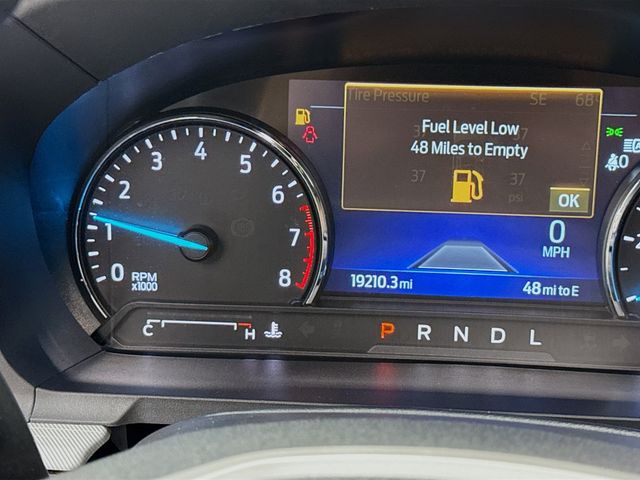 Tire Pressure SE 68°
Fuel Level Low
48 Miles to Empty
37 37
psi
OK
0
0
MPH
19210.3 mi 48 mi to E
0 1 2 3 4 5 6 7 8
RPM
x1000
C H
P R N D L